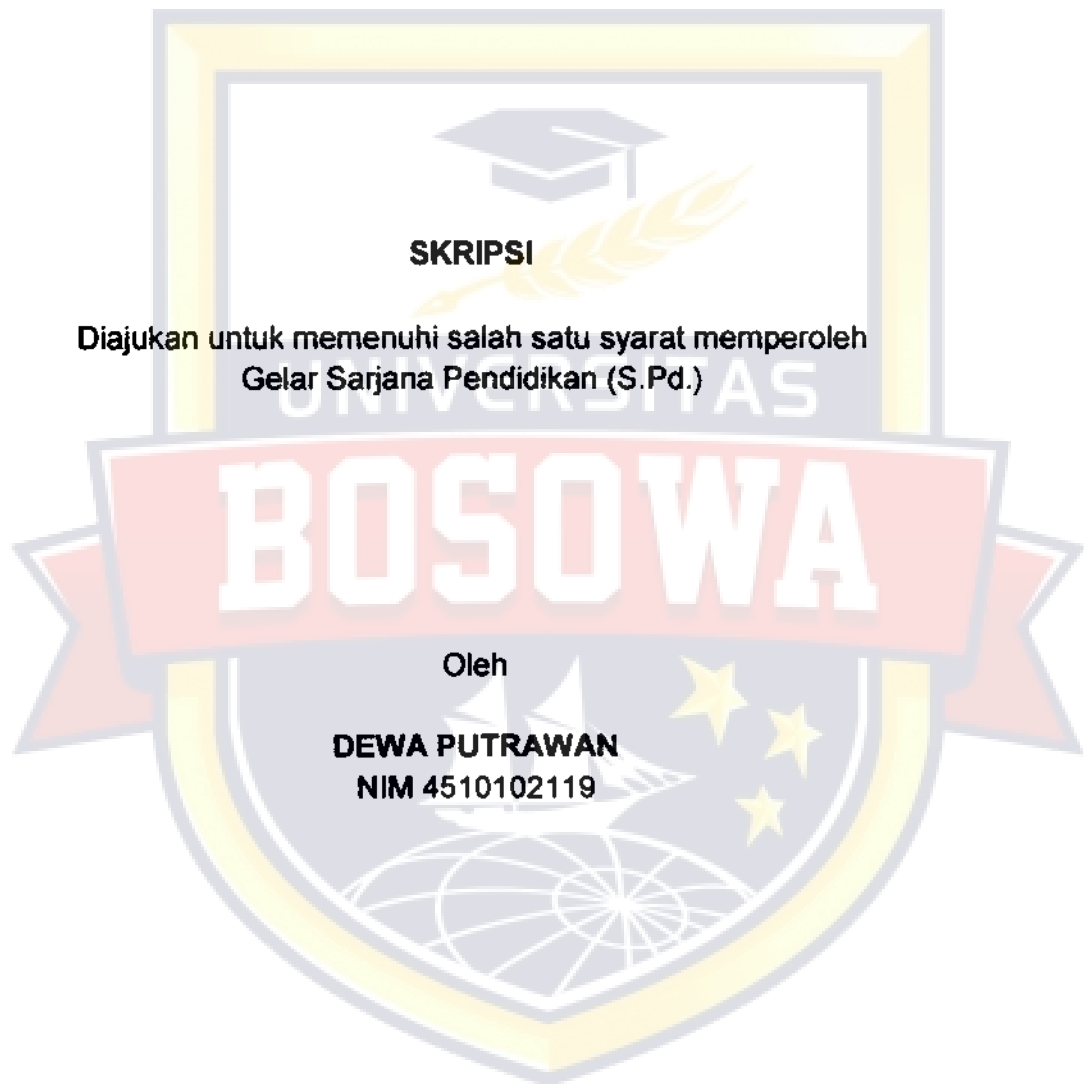 SKRIPSI
Diajukan untuk memenuhi salah satu syarat memperoleh
Gelar Sarjana Pendidikan (S.Pd.)
UNIVERSITAS
BOSOWA
Oleh
DEWA PUTRAWAN
NIM 4510102119